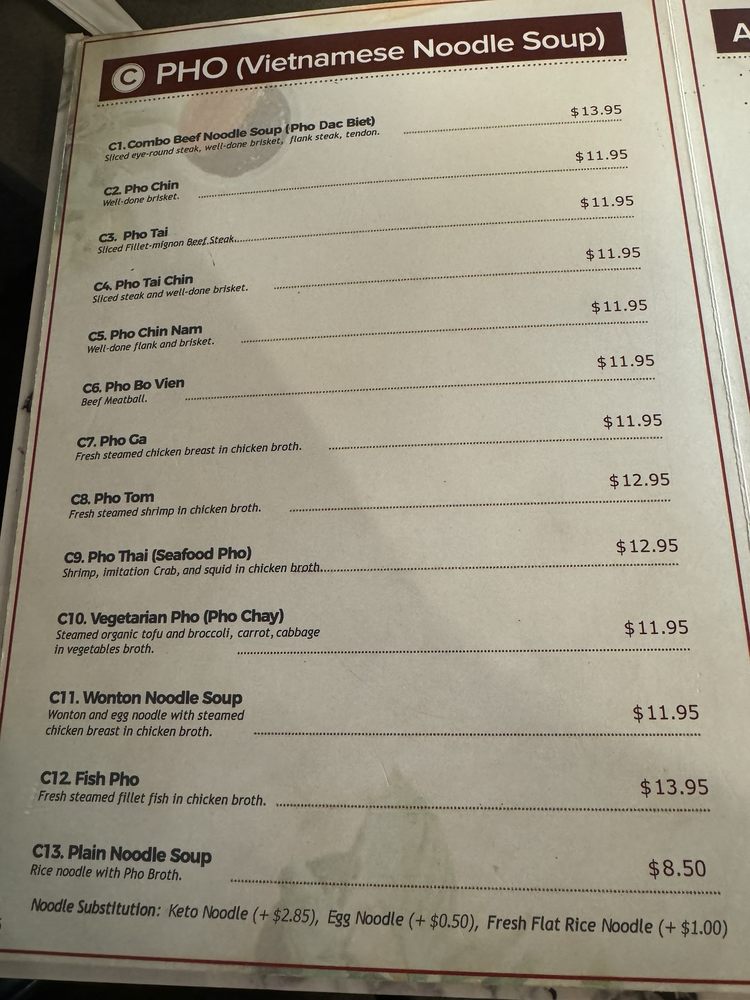 C PHO (Vietnamese Noodle Soup)
A
C1. Combo Beef Noodle Soup (Pho Dac Biet) $13.95
Sliced eye-round steak, well-done brisket, flank steak, tendon.
C2. Pho Chin $11.95
Well-done brisket.
C3. Pho Tai $11.95
Sliced Fillet-mignon Beef Steak
C4. Pho Tai Chin $11.95
Sliced steak and well-done brisket.
C5. Pho Chin Nam $11.95
Well-done flank and brisket.
C6. Pho Bo Vien $11.95
Beef Meatball.
C7. Pho Ga $11.95
Fresh steamed chicken breast in chicken broth.
C8. Pho Tom $12.95
Fresh steamed shrimp in chicken broth.
C9. Pho Thai (Seafood Pho) $12.95
Shrimp, imitation Crab, and squid in chicken broth.
C10. Vegetarian Pho (Pho Chay) $11.95
Steamed organic tofu and broccoli, carrot, cabbage
in vegetables broth.
C11. Wonton Noodle Soup $11.95
Wonton and egg noodle with steamed
chicken breast in chicken broth.
C12. Fish Pho $13.95
Fresh steamed fillet fish in chicken broth.
C13. Plain Noodle Soup $8.50
Rice noodle with Pho Broth.
Noodle Substitution: Keto Noodle (+ $2.85), Egg Noodle (+ $0.50), Fresh Flat Rice Noodle (+ $1.00)